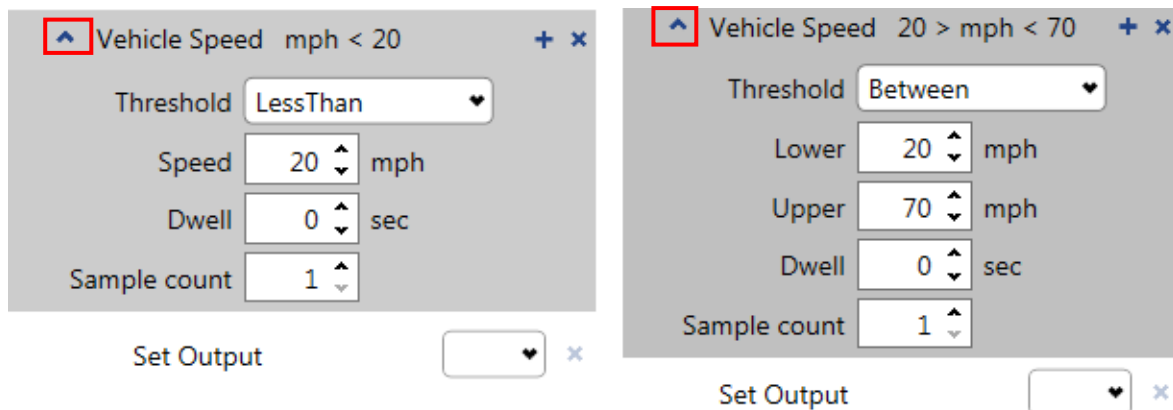 Vehicle Speed mph < 20
Threshold LessThan
Speed 20 mph
Dwell 0 sec
Sample count 1
Set Output
Vehicle Speed 20 > mph < 70
Threshold Between
Lower 20 mph
Upper 70 mph
Dwell 0 sec
Sample count 1
Set Output